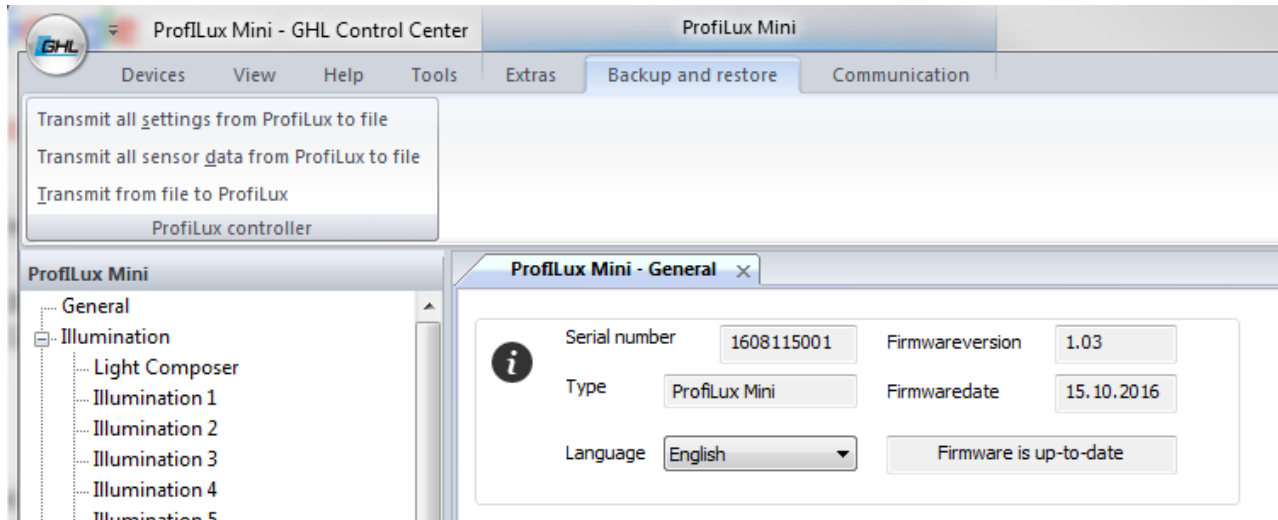 GHL
ProfILux Mini - GHL Control Center
ProfiLux Mini
Devices View Help Tools Extras Backup and restore Communication
Transmit all settings from ProfiLux to file
Transmit all sensor data from ProfiLux to file
Transmit from file to ProfiLux
ProfiLux controller
ProfILux Mini
General
Illumination
Light Composer
Illumination 1
Illumination 2
Illumination 3
Illumination 4
Illumination 5
ProfILux Mini - General
Serial number 1608115001 Firmwareversion 1.03
Type ProfiLux Mini Firmwaredate 15.10.2016
Language English Firmware is up-to-date